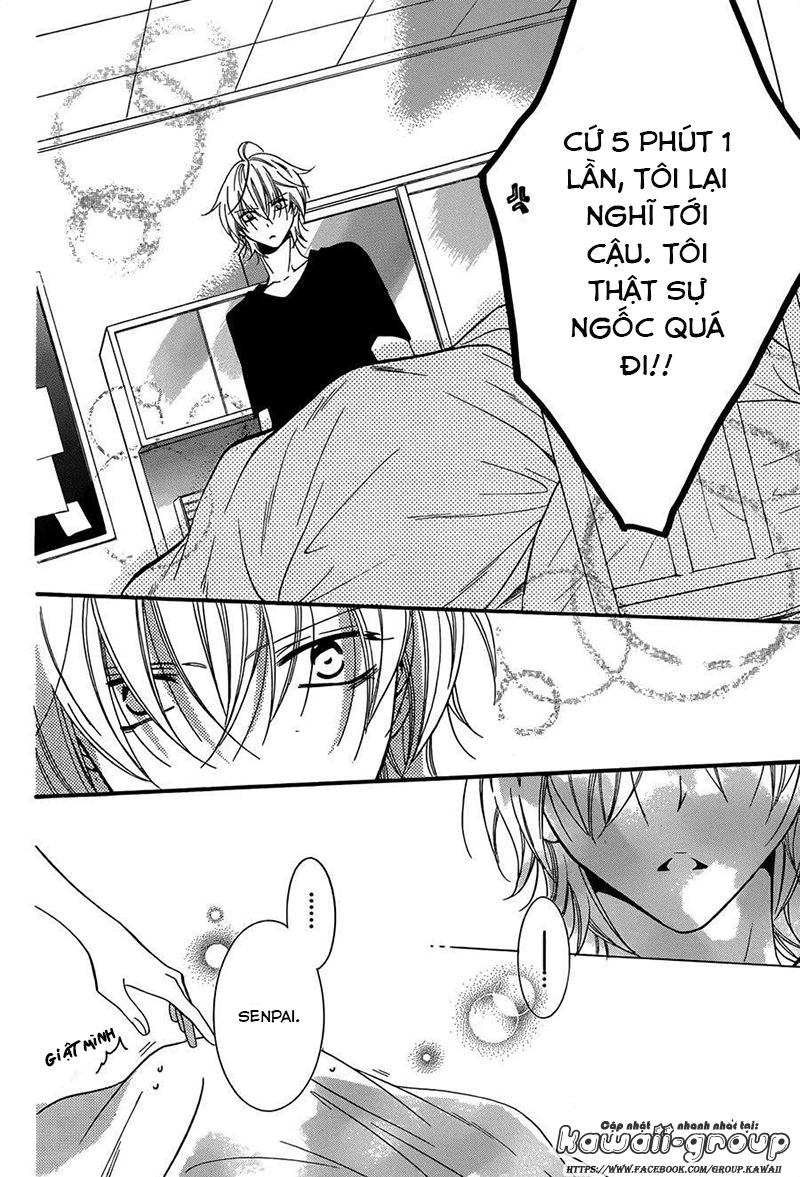 CỨ 5 PHÚT 1
LẦN, TÔI LẠI
NGHĨ TỚI
CẬU. TÔI
THẬT SỰ
NGỐC QUÁ
ĐI!!
.......
.......
SENPAI.
GIẬT MÌNH
Cập nhật nhanh nhất tại:
kawaii-group
HTTPS://WWW.FACEBOOK.COM/GROUP.KAWAII